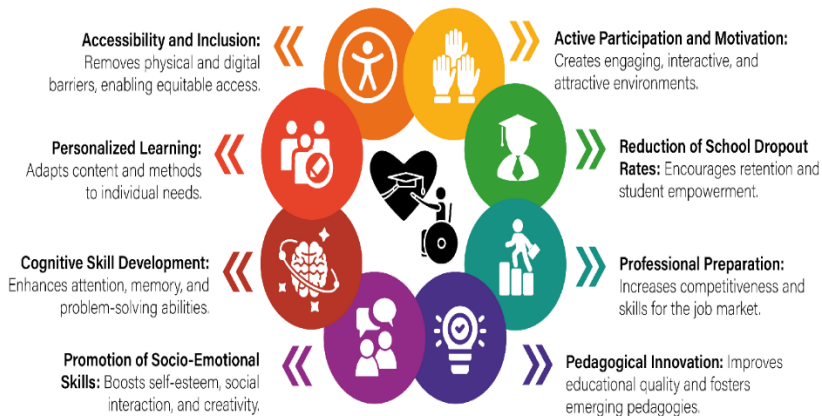 Accessibility and Inclusion:
Removes physical and digital
barriers, enabling equitable access.
Personalized Learning:
Adapts content and methods
to individual needs.
Cognitive Skill Development:
Enhances attention, memory, and
problem-solving abilities.
Promotion of Socio-Emotional
Skills: Boosts self-esteem, social
interaction, and creativity.
Active Participation and Motivation:
Creates engaging, interactive, and
attractive environments.
Reduction of School Dropout
Rates: Encourages retention and
student empowerment.
Professional Preparation:
Increases competitiveness and
skills for the job market.
Pedagogical Innovation: Improves
educational quality and fosters
emerging pedagogies.